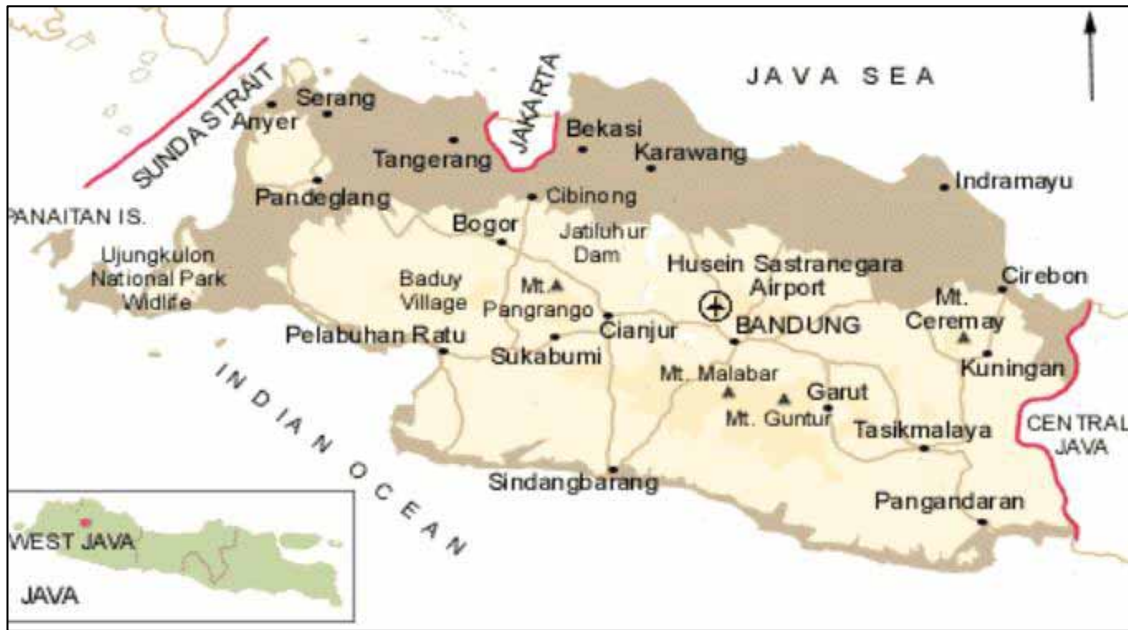 JAVA SEA
SUNDA STRAIT
JAKARTA
Serang
Anyer
Bekasi
Tangerang
Karawang
Pandeglang
Indramayu
Cibinong
PANAITAN IS.
Bogor
Jatiluhur
Dam
Ujungkulon
National Park
Widlife
Husein Sastranegara
Airport
Cirebon
Baduy
Village
Mt.
Pangrango
Mt.
Ceremay
Cianjur
BANDUNG
Pelabuhan Ratu
Sukabumi
Kuningan
Mt. Malabar
Garut
Mt. Guntur
CENTRAL
JAVA
Tasikmalaya
INDIAN OCEAN
Sindangbarang
Pangandaran
WEST JAVA
JAVA